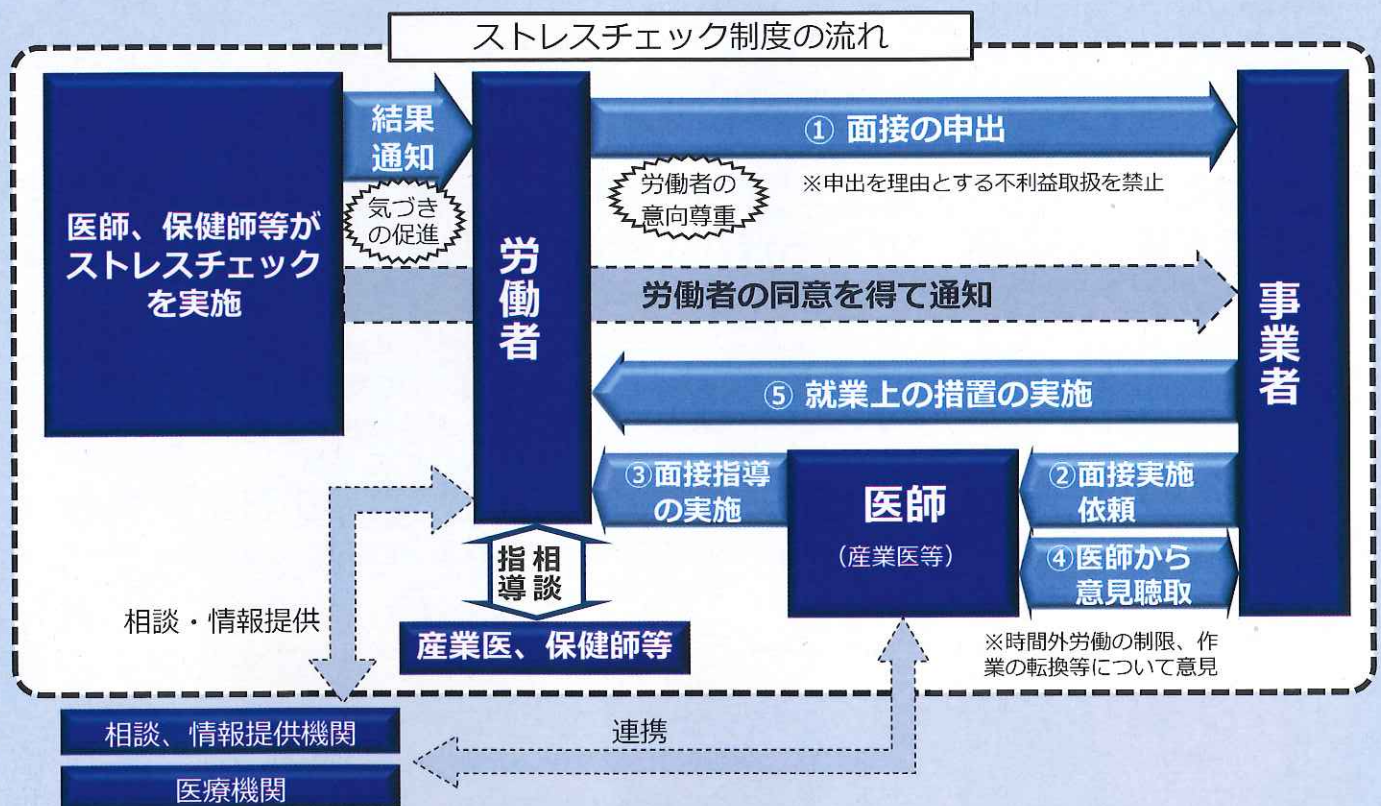 ストレスチェック制度の流れ
医師、保健師等が
ストレスチェック
を実施
結果
通知
気づき
の促進
労働者
① 面接の申出
労働者の
意向尊重
※申出を理由とする不利益取扱を禁止
労働者の同意を得て通知
事業者
⑤ 就業上の措置の実施
③面接指導
の実施
医師
（産業医等）
②面接実施
依頼
④医師から
意見聴取
※時間外労働の制限、作
業の転換等について意見
相談
指導
産業医、保健師等
相談・情報提供
相談、情報提供機関
医療機関
連携